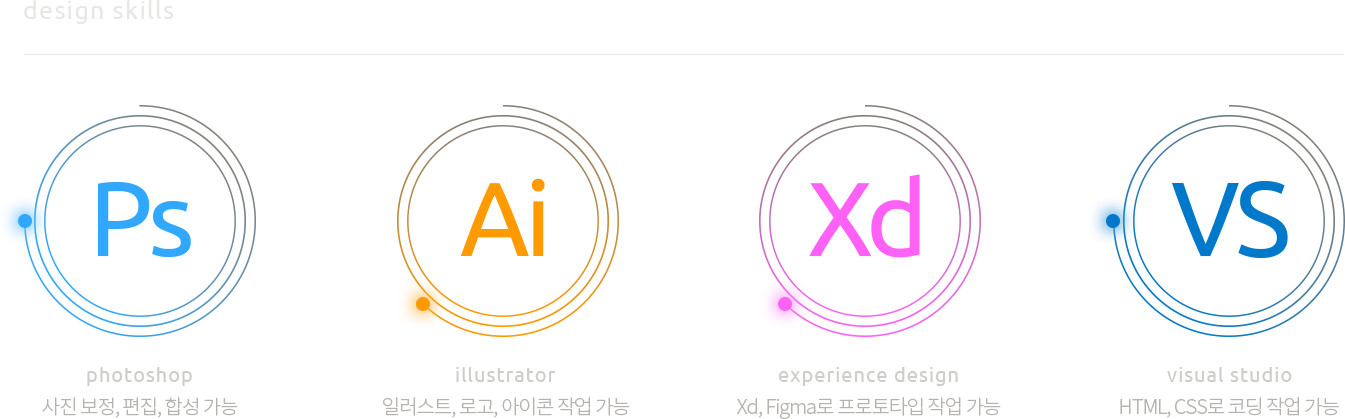 design skills
Ps
Ai
Xd
VS
photoshop
사진 보정, 편집, 합성 가능
illustrator
일러스트, 로고, 아이콘 작업 가능
experience design
Xd, Figma로 프로토타입 작업 가능
visual studio
HTML, CSS로 코딩 작업 가능